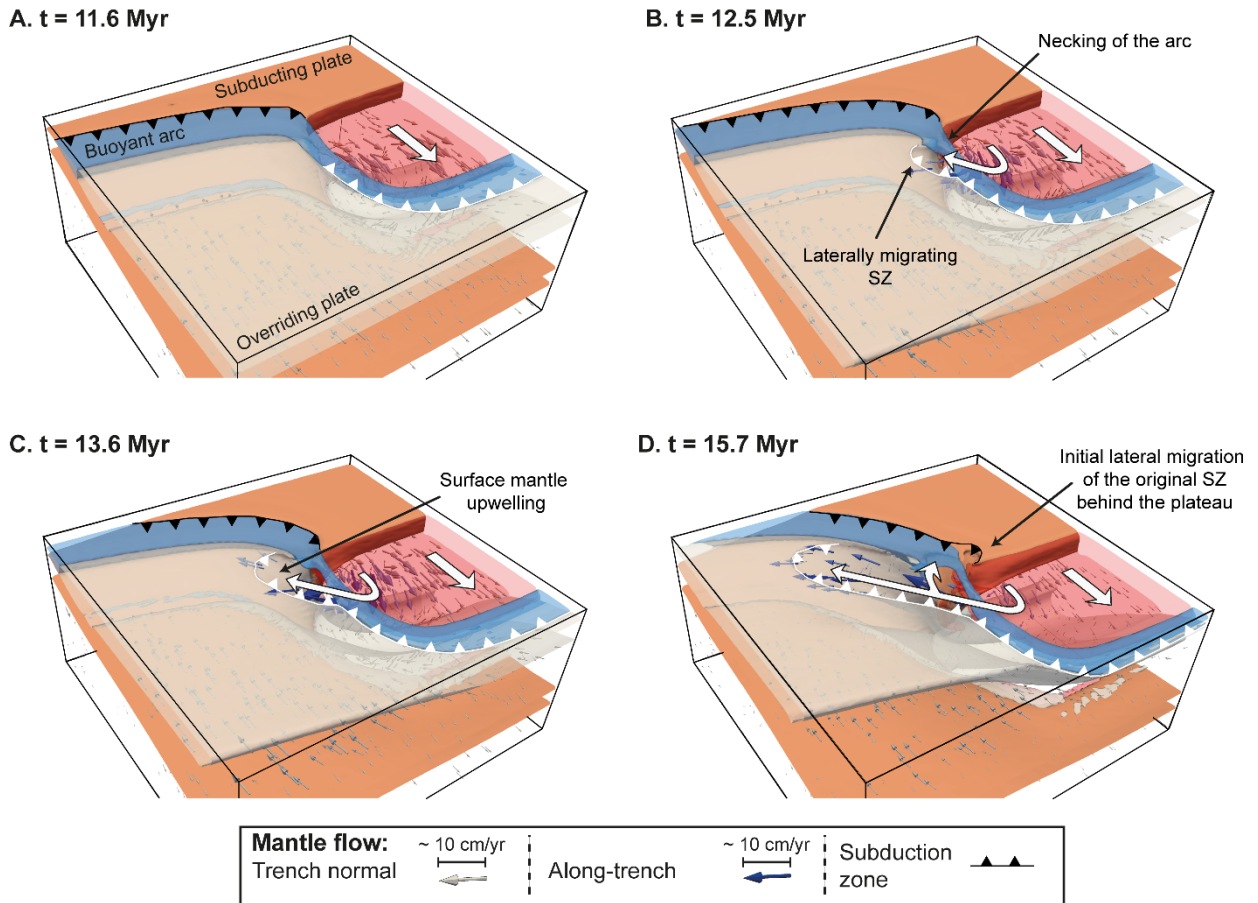 A. t = 11.6 Myr
Subducting plate
Buoyant arc
Overriding plate
B. t = 12.5 Myr
Necking of the arc
Laterally migrating
SZ
C. t = 13.6 Myr
Surface mantle
upwelling
D. t = 15.7 Myr
Initial lateral migration
of the original SZ
behind the plateau
Mantle flow:
Trench normal
~ 10 cm/yr
Along-trench
~ 10 cm/yr
Subduction
zone